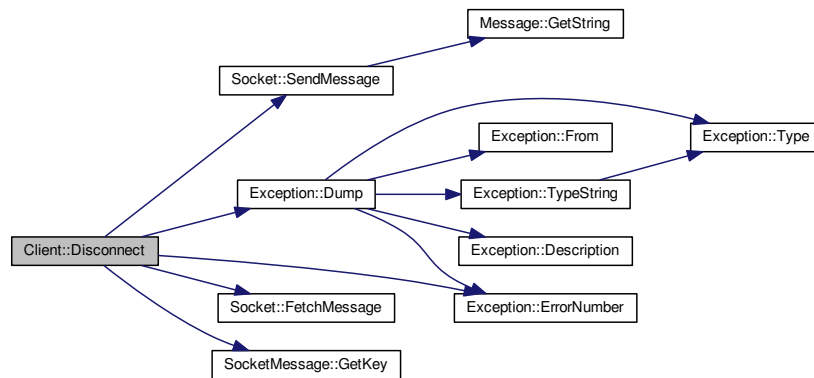 Message::GetString
Socket::SendMessage
Exception::From
Exception::Type
Exception::Dump
Exception::TypeString
Client::Disconnect
Exception::Description
Socket::FetchMessage
Exception::ErrorNumber
SocketMessage::GetKey